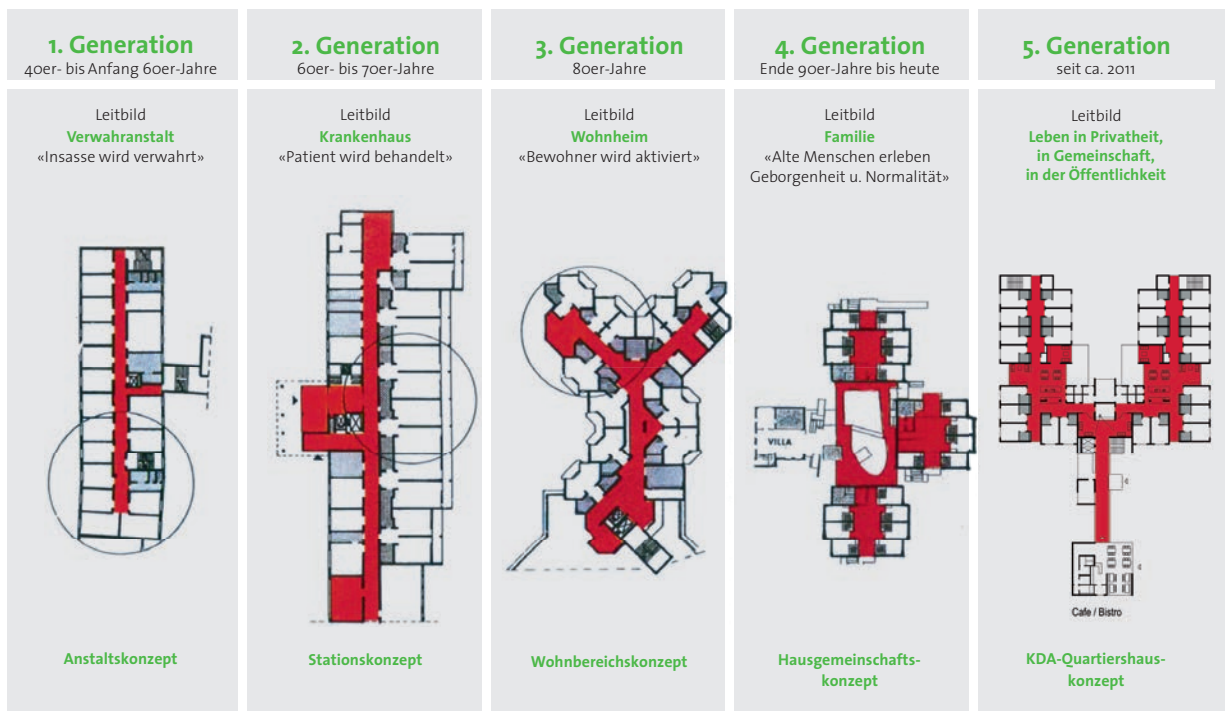 1. Generation
40er- bis Anfang 60er-Jahre
Leitbild
Verwahranstalt
«Insasse wird verwahrt»
Anstaltskonzept
2. Generation
60er- bis 70er-Jahre
Leitbild
Krankenhaus
«Patient wird behandelt»
Stationskonzept
3. Generation
80er-Jahre
Leitbild
Wohnheim
«Bewohner wird aktiviert»
Wohnbereichskonzept
4. Generation
Ende 90er-Jahre bis heute
Leitbild
Familie
«Alte Menschen erleben
Geborgenheit u. Normalität»
VILLA
Hausgemeinschafts-
konzept
5. Generation
seit ca. 2011
Leitbild
Leben in Privatheit,
in Gemeinschaft,
in der Öffentlichkeit
Cafe / Bistro
KDA-Quartiershaus-
konzept